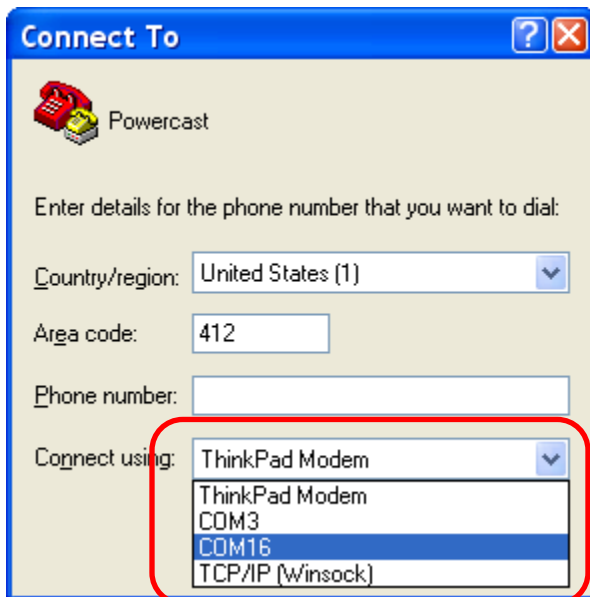 Connect To
Powercast
Enter details for the phone number that you want to dial:
Country/region: United States (1)
Area code: 412
Phone number:
Connect using: ThinkPad Modem
ThinkPad Modem
COM3
COM16
TCP/IP (Winsock)